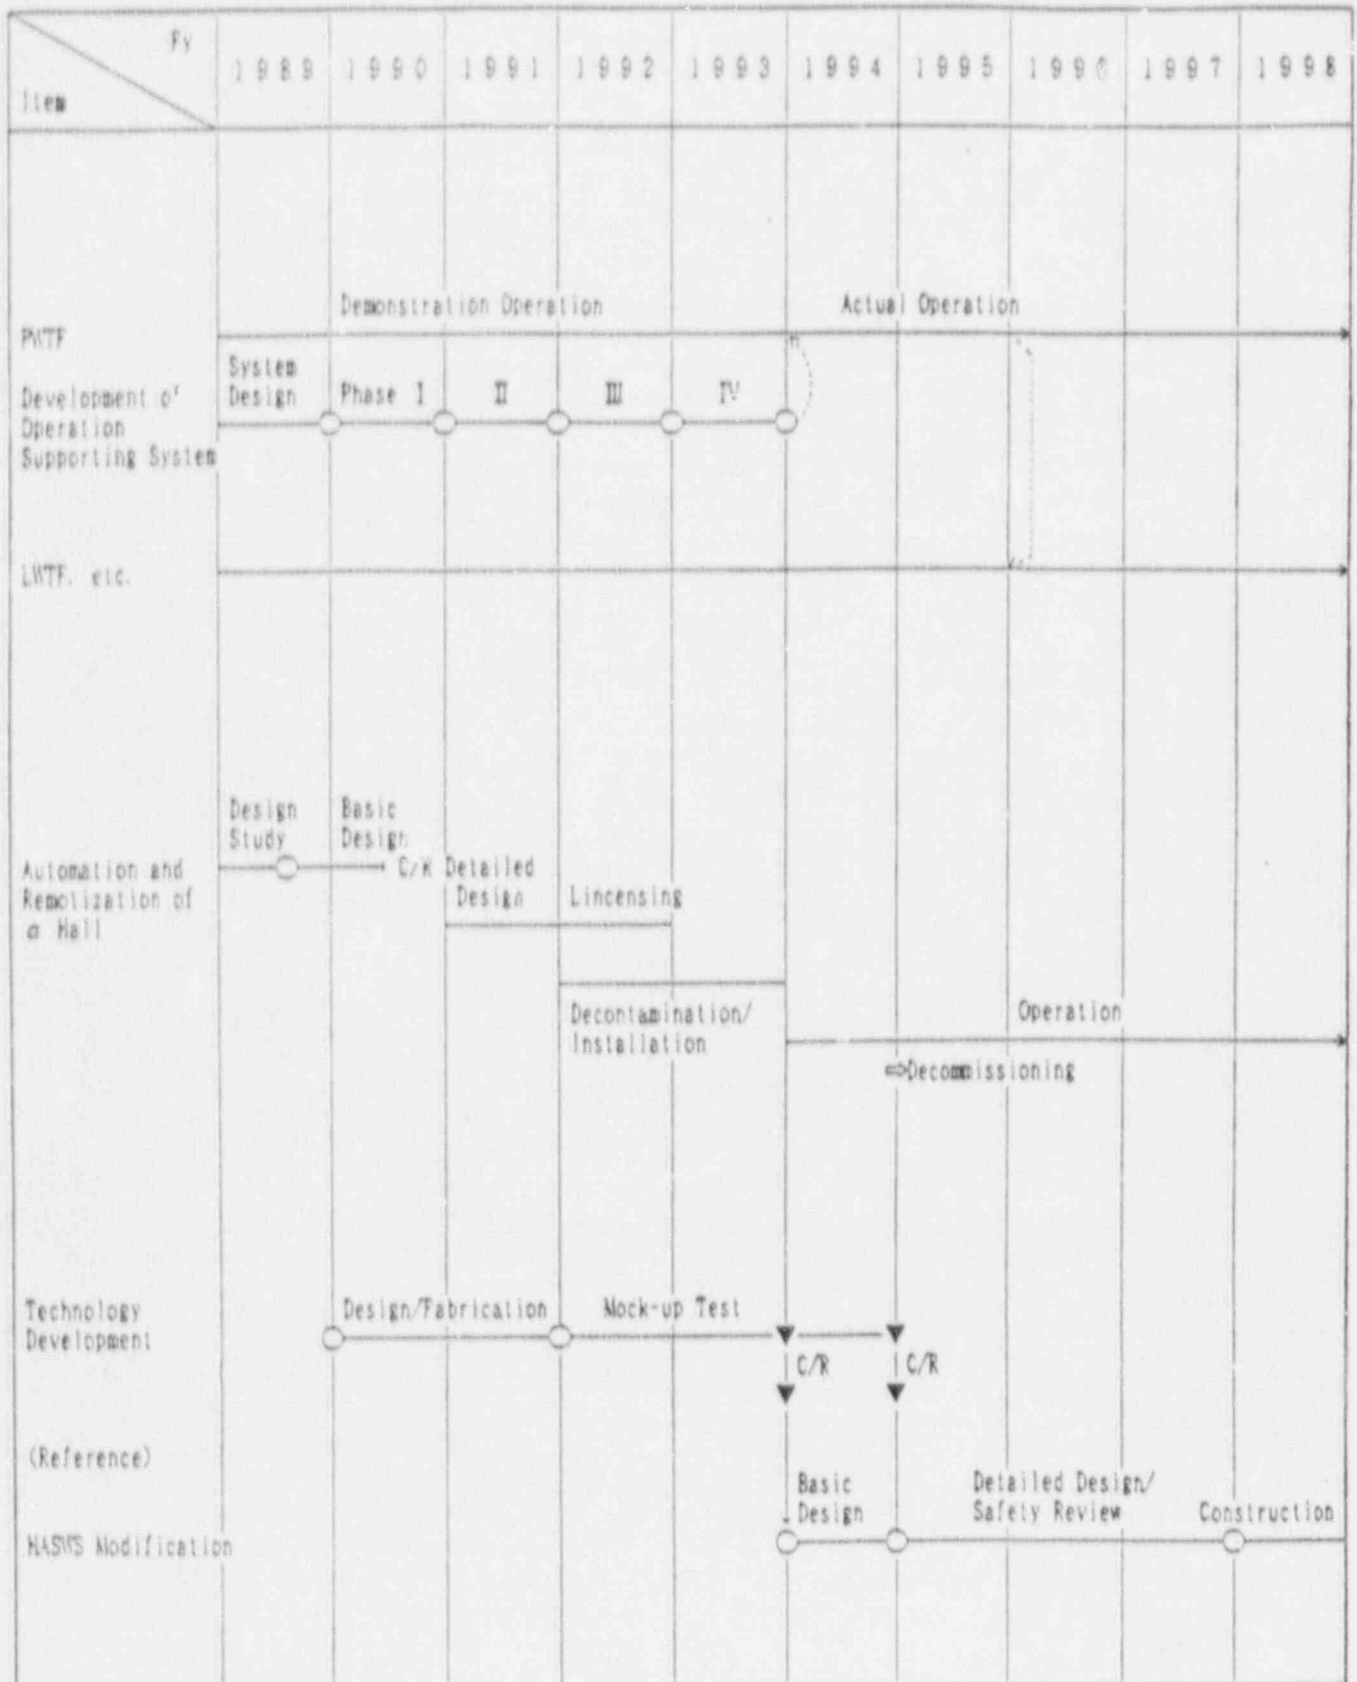 Fy
Item
1989 1990 1991 1992 1993 1994 1995 1996 1997 1998
Demonstration Operation
Actual Operation
PWTF
System
Design
Phase I
II
III
IV
Development of
Operation
Supporting System
LWTF. etc.
Design
Study
Basic
Design
Automation and
Remotization of
α Hall
C/R
Detailed
Design
Lincensing
Decontamination/
Installation
Operation
⇨Decommissioning
Technology
Development
Design/Fabrication
Mock-up Test
C/R
C/R
(Reference)
Basic
Design
Detailed Design/
Safety Review
Construction
HASWS Modification